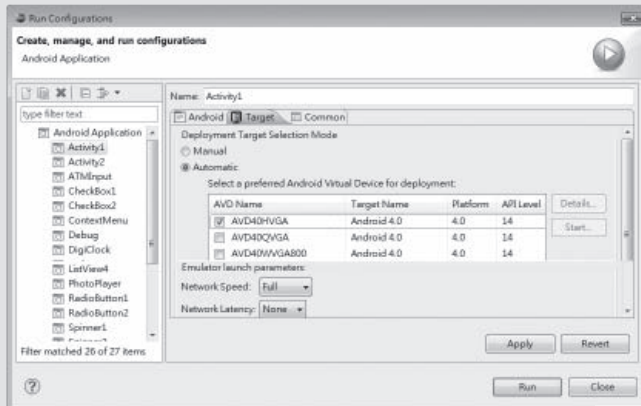 Run Configurations
Create, manage, and run configurations
Android Application
type filter text
Android Application
Activity1
Activity2
ATMInput
CheckBox1
CheckBox2
ContextMenu
Debug
DigiClock
ListView4
PhotoPlayer
RadioButton1
RadioButton2
Spinner1
Filter matched 26 of 27 items
Name: Activity1
Android Target Common
Deployment Target Selection Mode
Manual
Automatic
Select a preferred Android Virtual Device for deployment:
AVD Name Target Name Platform API Level
AVD40HVGA Android 4.0 4.0 14
AVD40QVGA Android 4.0 4.0 14
AVD40WVGA800 Android 4.0 4.0 14
Details...
Start...
Emulator launch parameters:
Network Speed: Full
Network Latency: None
Apply Revert
? Run Close